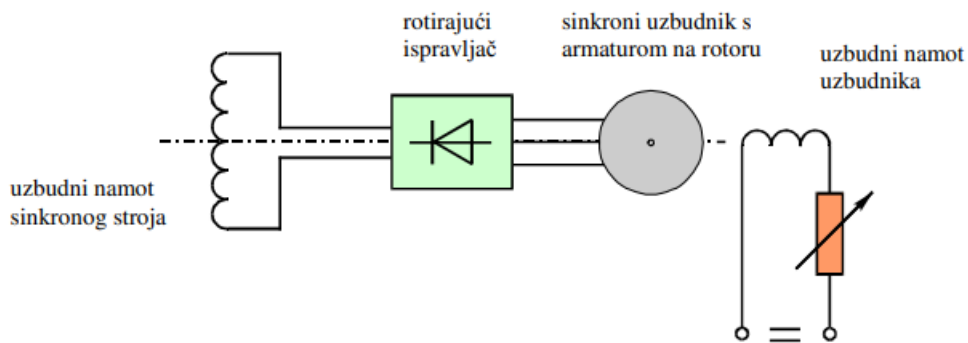 rotirajući
ispravljač
sinkroni uzbudnik s
armaturom na rotoru
uzbudni namot
uzbudnika
uzbudni namot
sinkronog stroja